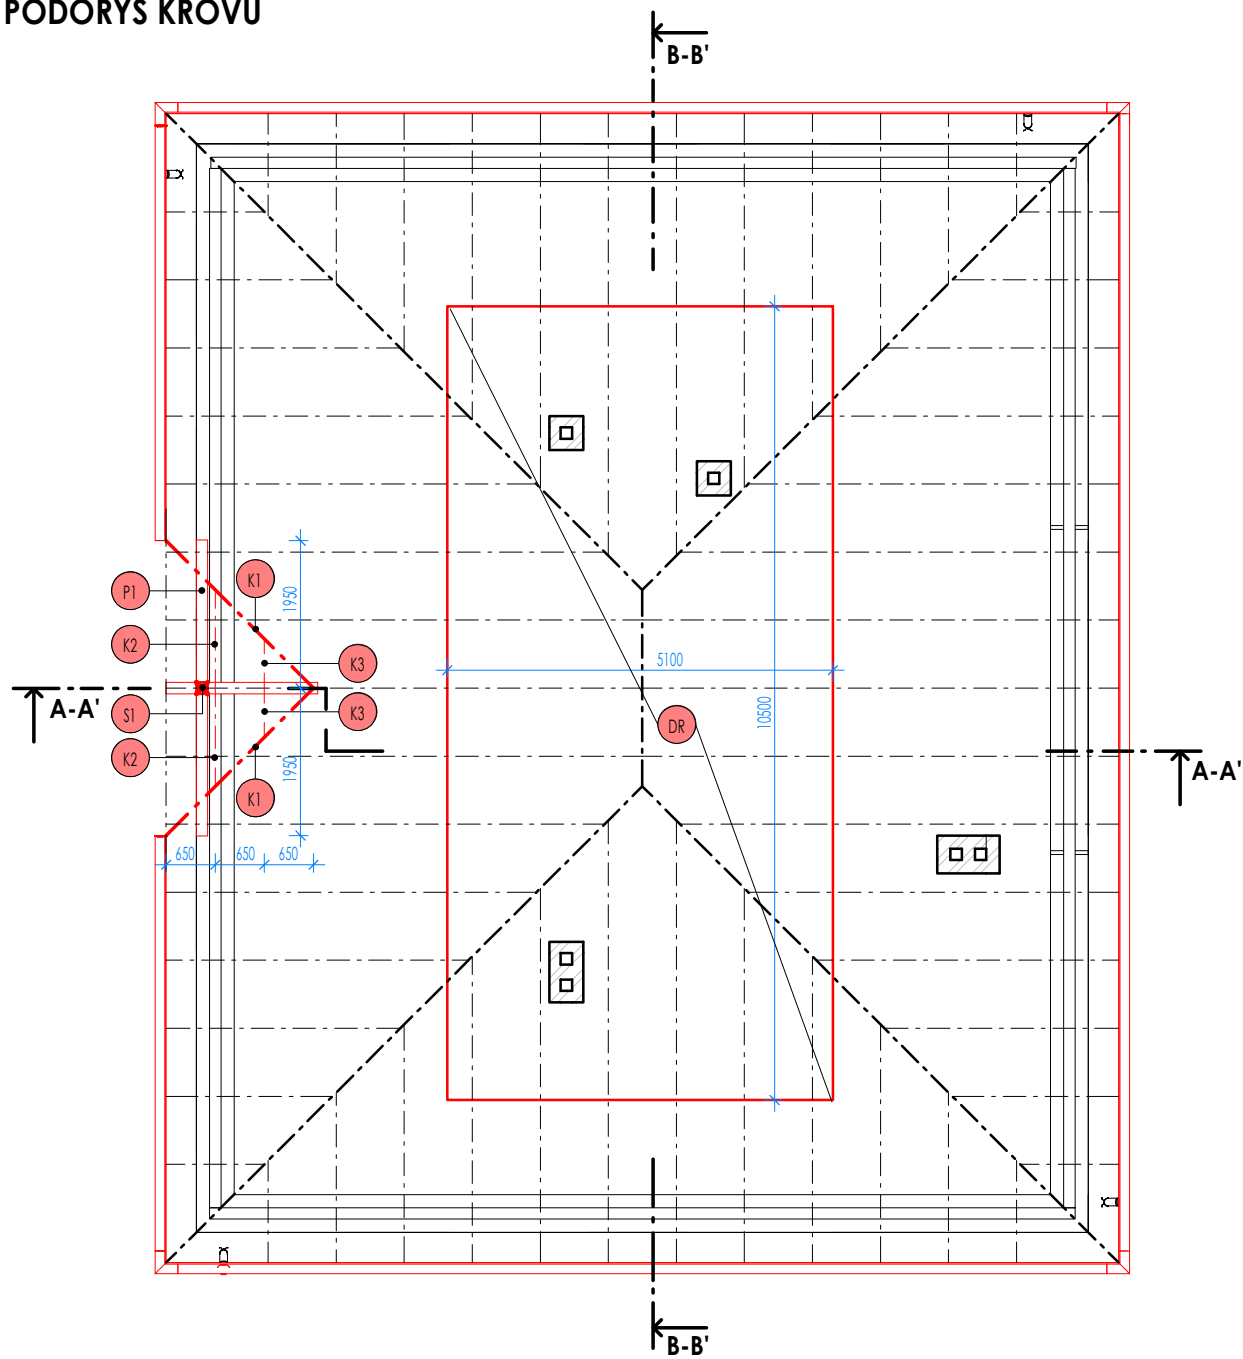 PODORYS KROVU
B-B'
K1
P1
1950
K2
K3
5100
A-A'
S1
K3
10500
DR
K2
1950
A-A'
K1
650
650
650
B-B'